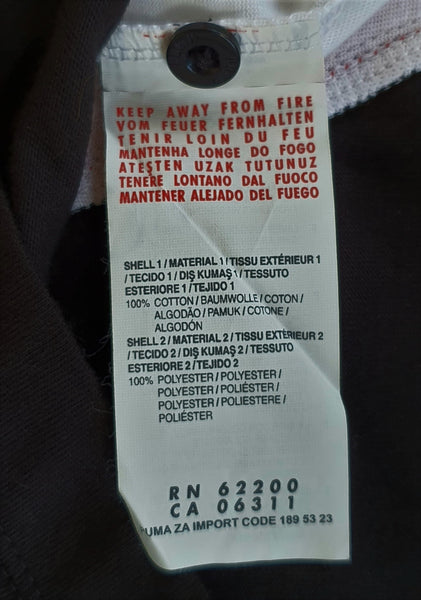 KEEP AWAY FROM FIRE
VOM FEUER FERNHALTEN
TENIR LOIN DU FEU
MANTENHA LONGE DO FOGO
ATEŞTEN UZAK TUTUNUZ
TENERE LONTANO DAL FUOCO
MANTENER ALEJADO DEL FUEGO
SHELL 1 / MATERIAL 1 / TISSU EXTÉRIEUR 1
/ TECIDO 1 / DIŞ KUMAŞ 1 / TESSUTO
ESTERIORE 1 / TEJIDO 1
100% COTTON / BAUMWOLLE / COTON /
ALGODÃO / PAMUK / COTONE /
ALGODÓN
SHELL 2 / MATERIAL 2 / TISSU EXTÉRIEUR 2
/ TECIDO 2 / DIŞ KUMAŞ 2 / TESSUTO
ESTERIORE 2 / TEJIDO 2
100% POLYESTER / POLYESTER /
POLYESTER / POLIÉSTER /
POLYESTER / POLIESTERE /
POLIÉSTER
RN 62200
CA 06311
PUMA ZA IMPORT CODE 189 53 23